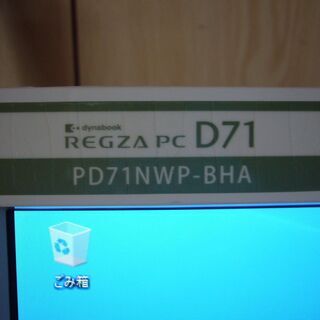 dynabook
REGZA PC D71
PD71NWP-BHA
ごみ箱